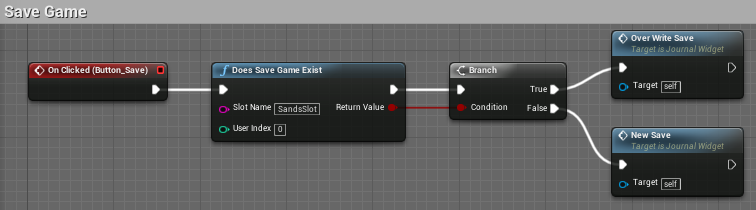 Save Game
On Clicked (Button_Save)
Does Save Game Exist
Slot Name SandsSlot
Return Value
User Index 0
Branch
True
Condition
False
Over Write Save
Target is Journal Widget
Target self
New Save
Target is Journal Widget
Target self